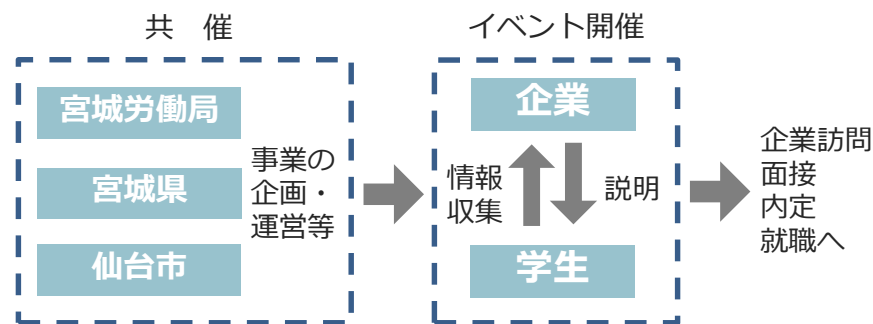 共　催
宮城労働局
宮城県
仙台市
事業の
企画・
運営等
イベント開催
企業
情報
収集
説明
学生
企業訪問
面接
内定
就職へ